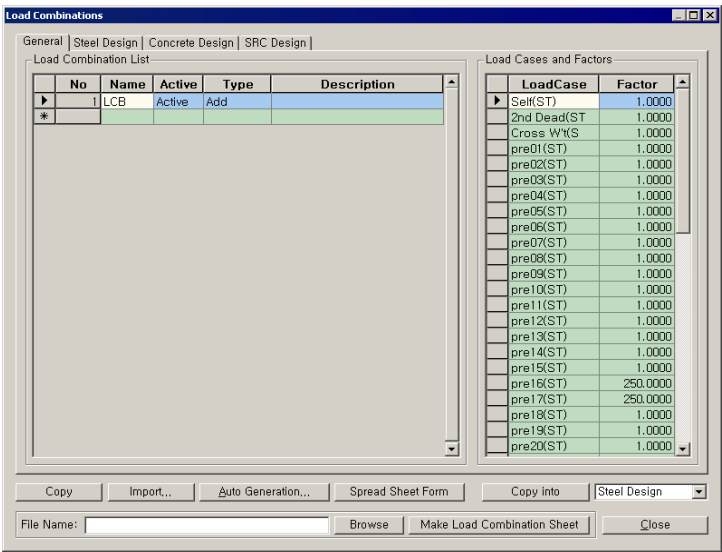 Load Combinations
General Steel Design Concrete Design SRC Design
Load Combination List
No Name Active Type Description
1 LCB Active Add
Load Cases and Factors
LoadCase Factor
Self(ST) 1.0000
2nd Dead(ST 1.0000
Cross W't(S 1.0000
pre01(ST) 1.0000
pre02(ST) 1.0000
pre03(ST) 1.0000
pre04(ST) 1.0000
pre05(ST) 1.0000
pre06(ST) 1.0000
pre07(ST) 1.0000
pre08(ST) 1.0000
pre09(ST) 1.0000
pre10(ST) 1.0000
pre11(ST) 1.0000
pre12(ST) 1.0000
pre13(ST) 1.0000
pre14(ST) 1.0000
pre15(ST) 1.0000
pre16(ST) 250.0000
pre17(ST) 250.0000
pre18(ST) 1.0000
pre19(ST) 1.0000
pre20(ST) 1.0000
Copy Import... Auto Generation... Spread Sheet Form Copy into Steel Design
File Name: Browse Make Load Combination Sheet Close